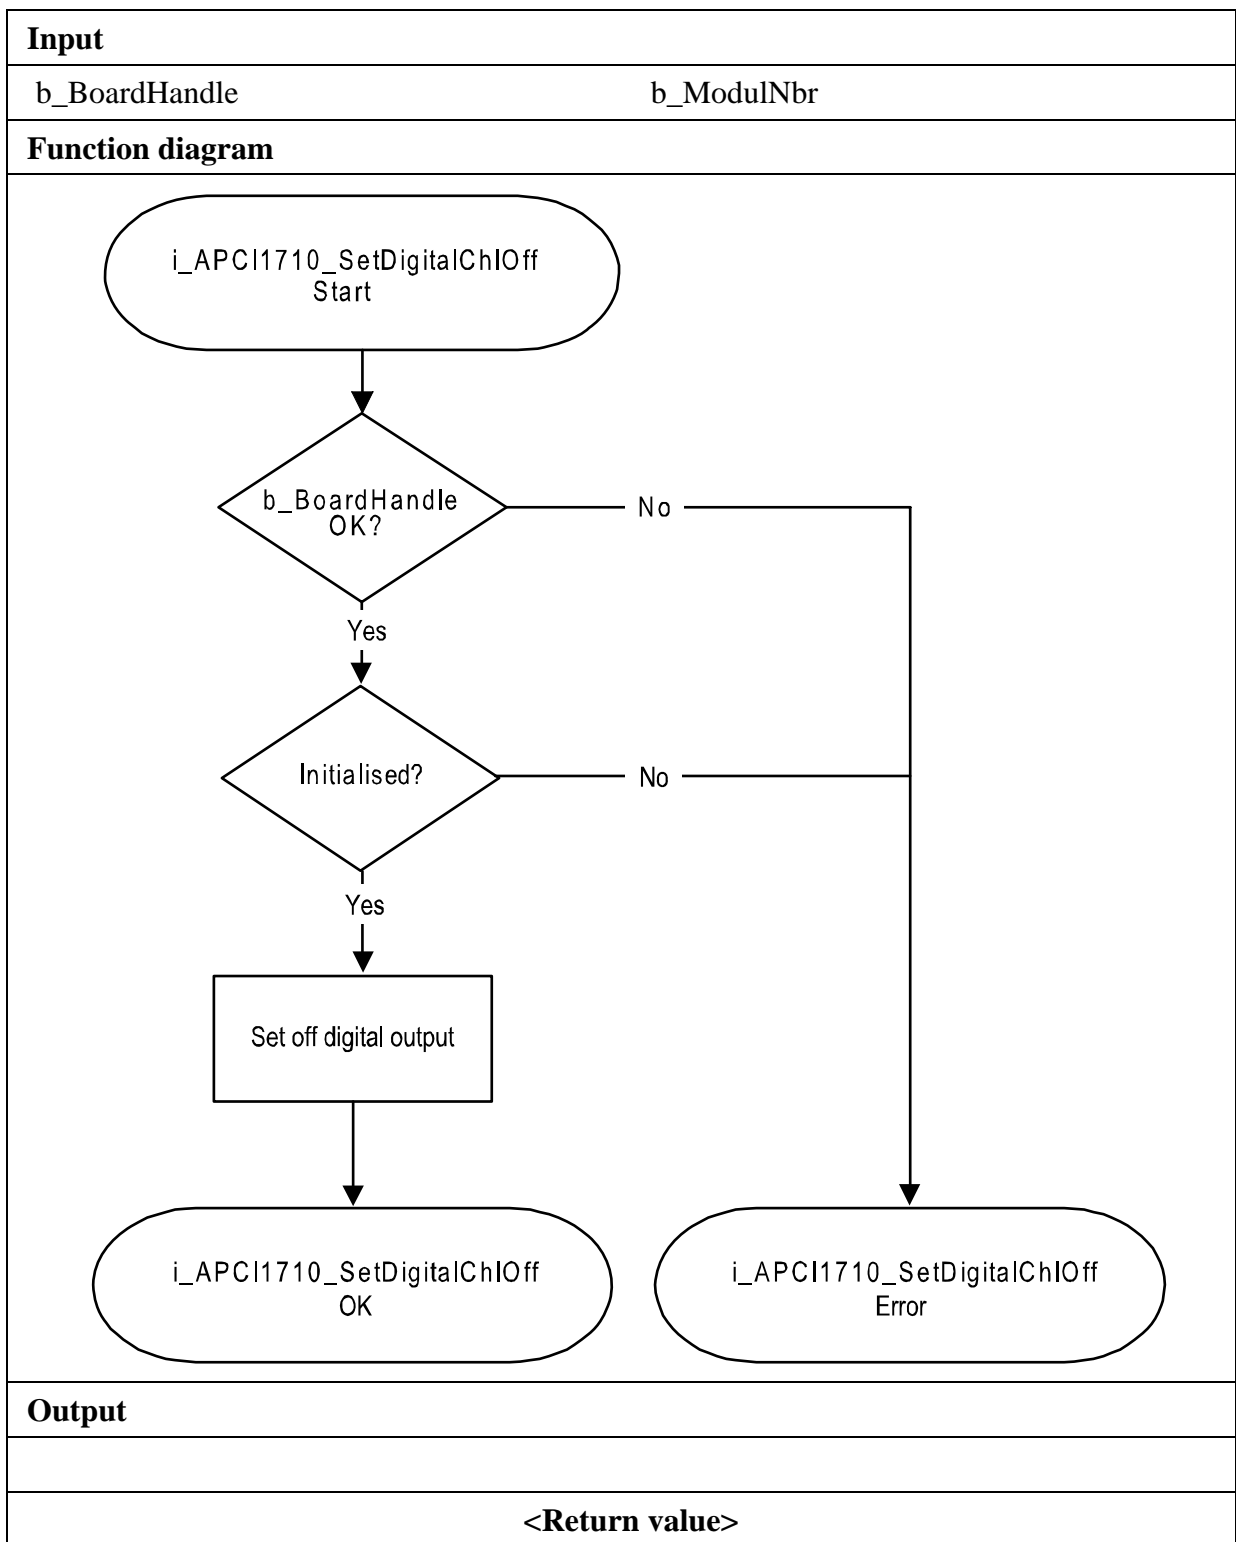 Input
b_BoardHandle b_ModulNbr
Function diagram
i_APCI1710_SetDigitalChlOff
Start
b_BoardHandle
OK?
No
Yes
Initialised?
No
Yes
Set off digital output
i_APCI1710_SetDigitalChlOff
OK
i_APCI1710_SetDigitalChlOff
Error
Output
<Return value>